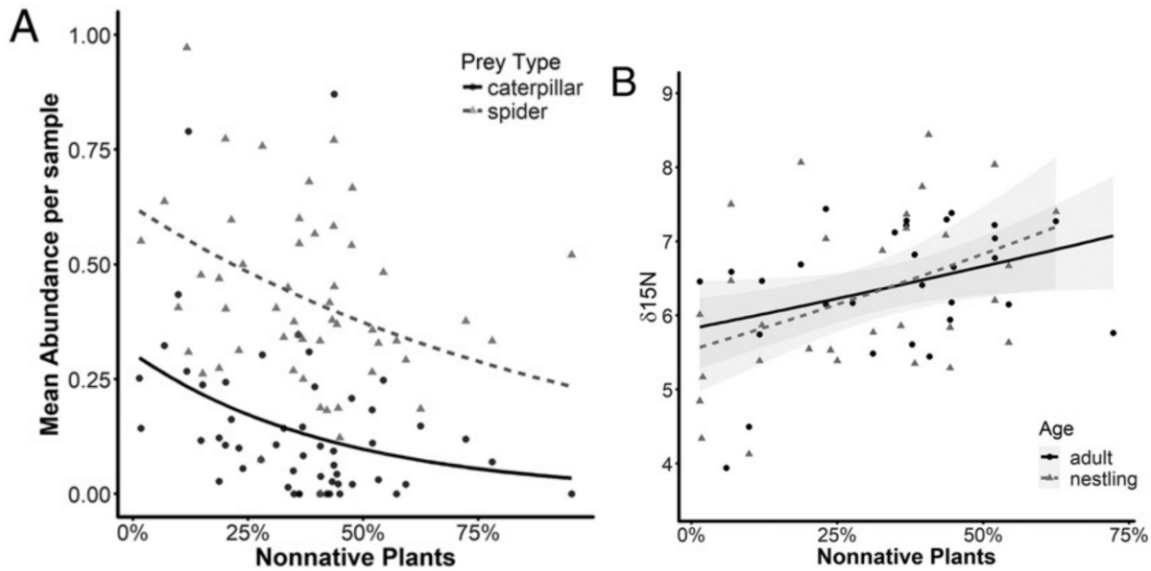 A
Mean Abundance per sample
1.00
0.75
0.50
0.25
0.00
0%
25%
50%
75%
Nonnative Plants
Prey Type
caterpillar
spider
B
δ15N
9
8
7
6
5
4
0%
25%
50%
75%
Nonnative Plants
Age
adult
nestling